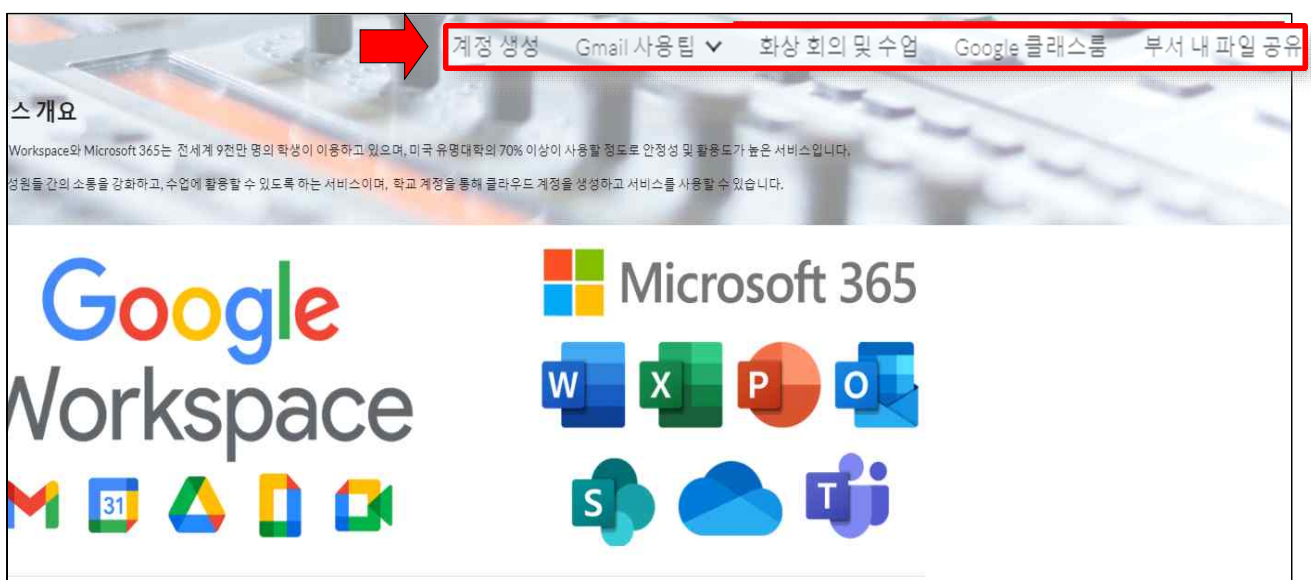 계정 생성 Gmail 사용팁 화상 회의 및 수업 Google 클래스룸 부서 내 파일 공유
스 개요
Workspace와 Microsoft 365는 전세계 9천만 명의 학생이 이용하고 있으며, 미국 유명대학의 70% 이상이 사용할 정도로 안정성 및 활용도가 높은 서비스입니다.
성원들 간의 소통을 강화하고, 수업에 활용할 수 있도록 하는 서비스이며, 학교 계정을 통해 클라우드 계정을 생성하고 서비스를 사용할 수 있습니다.
Google
Workspace
Microsoft 365
W X P O
31
S T